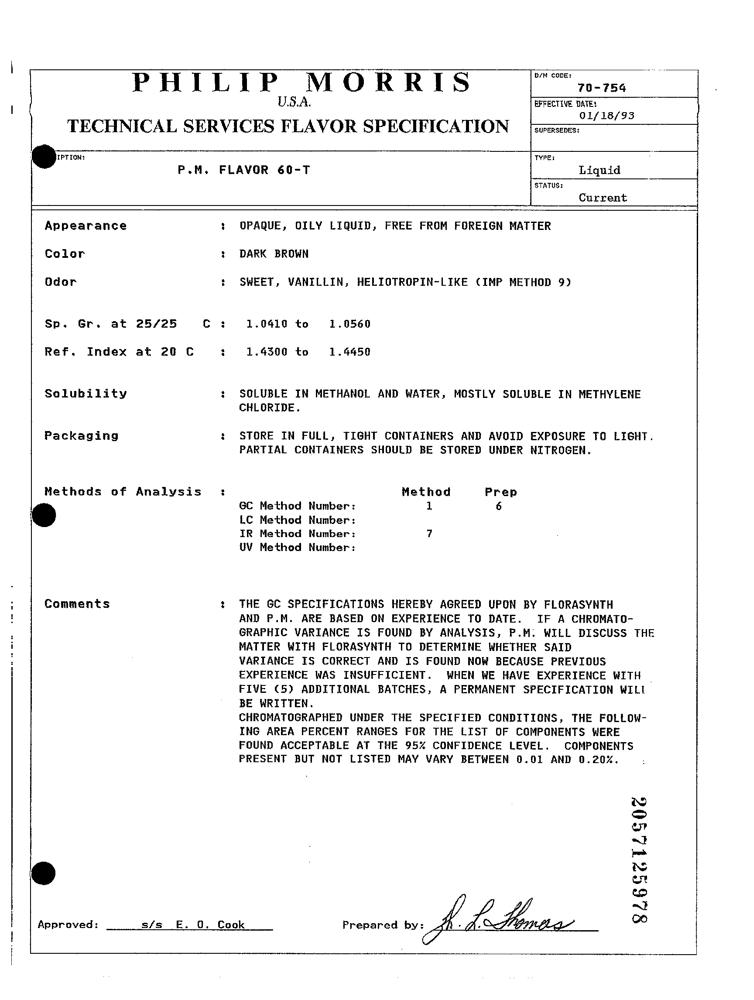 PHILIP MORRIS
U.S.A.
TECHNICAL SERVICES FLAVOR SPECIFICATION
D/M CODE:
70-754
EFFECTIVE DATE:
01/18/93
SUPERSEDES:
IPTION:
P.M. FLAVOR 60-T
TYPE:
Liquid
STATUS:
Current
Appearance : OPAQUE, OILY LIQUID, FREE FROM FOREIGN MATTER
Color : DARK BROWN
Odor : SWEET, VANILLIN, HELIOTROPIN-LIKE (IMP METHOD 9)
Sp. Gr. at 25/25 C : 1.0410 to 1.0560
Ref. Index at 20 C : 1.4300 to 1.4450
Solubility : SOLUBLE IN METHANOL AND WATER, MOSTLY SOLUBLE IN METHYLENE
CHLORIDE.
Packaging : STORE IN FULL, TIGHT CONTAINERS AND AVOID EXPOSURE TO LIGHT.
PARTIAL CONTAINERS SHOULD BE STORED UNDER NITROGEN.
Methods of Analysis : Method Prep
GC Method Number: 1 6
LC Method Number:
IR Method Number: 7
UV Method Number:
Comments : THE GC SPECIFICATIONS HEREBY AGREED UPON BY FLORASYNTH
AND P.M. ARE BASED ON EXPERIENCE TO DATE. IF A CHROMATO-
GRAPHIC VARIANCE IS FOUND BY ANALYSIS, P.M. WILL DISCUSS THE
MATTER WITH FLORASYNTH TO DETERMINE WHETHER SAID
VARIANCE IS CORRECT AND IS FOUND NOW BECAUSE PREVIOUS
EXPERIENCE WAS INSUFFICIENT. WHEN WE HAVE EXPERIENCE WITH
FIVE (5) ADDITIONAL BATCHES, A PERMANENT SPECIFICATION WILL
BE WRITTEN.
CHROMATOGRAPHED UNDER THE SPECIFIED CONDITIONS, THE FOLLOW-
ING AREA PERCENT RANGES FOR THE LIST OF COMPONENTS WERE
FOUND ACCEPTABLE AT THE 95% CONFIDENCE LEVEL. COMPONENTS
PRESENT BUT NOT LISTED MAY VARY BETWEEN 0.01 AND 0.20%.
2057125978
Approved: s/s E. O. Cook
Prepared by: L. Thomas